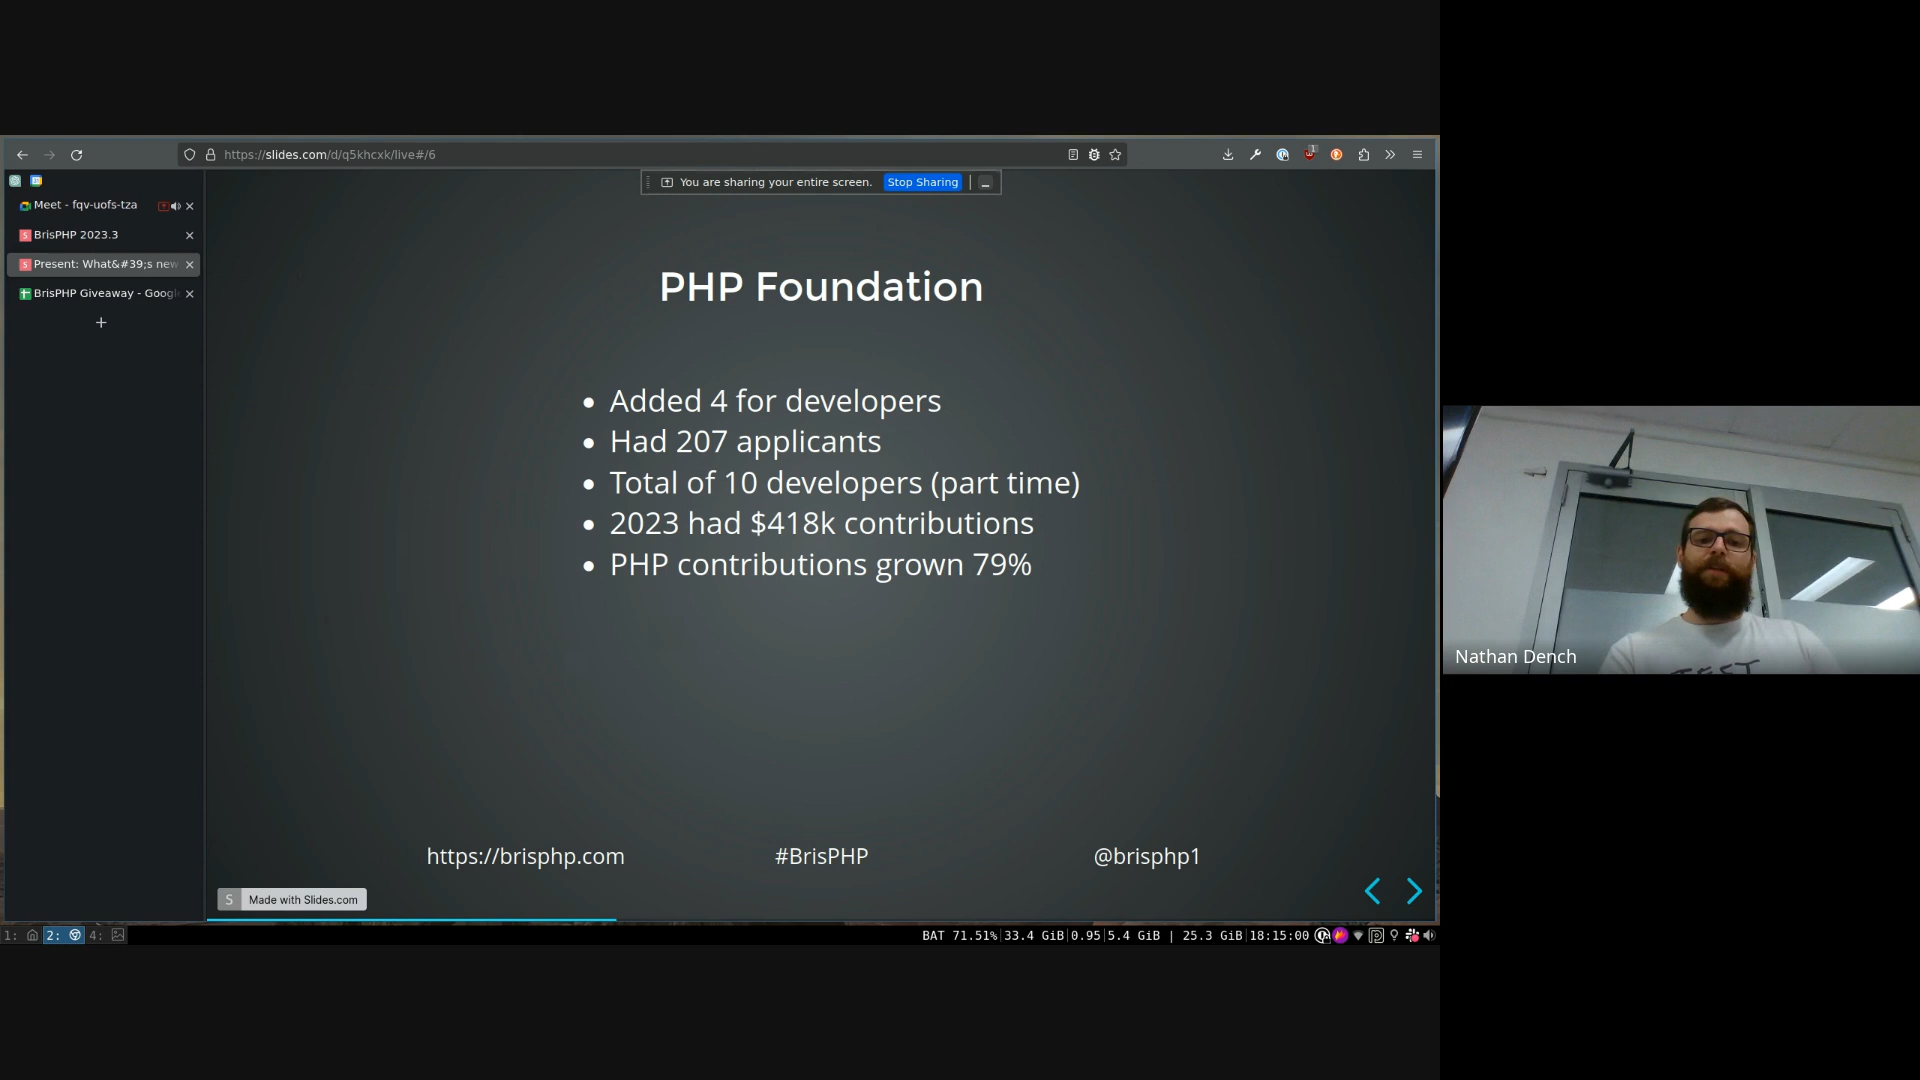 https://slides.com/d/q5khcxk/live#/6
You are sharing your entire screen. Stop Sharing
Meet - fqv-uofs-tza
BrisPHP 2023.3
Present: What&#39;s new
BrisPHP Giveaway - Googl
PHP Foundation
Added 4 for developers
Had 207 applicants
Total of 10 developers (part time)
2023 had $418k contributions
PHP contributions grown 79%
https://brisphp.com #BrisPHP @brisphp1
S Made with Slides.com
1: 2: 4: BAT 71.51% 33.4 GiB 0.95 5.4 GiB | 25.3 GiB 18:15:00
Nathan Dench
TEST